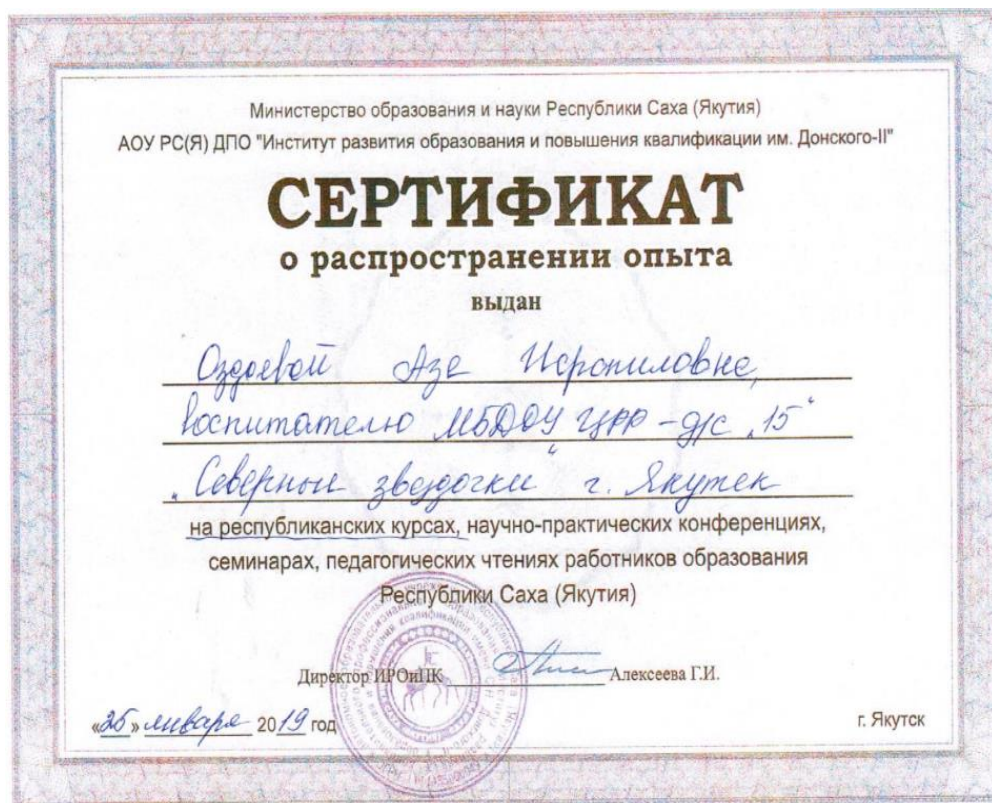 Министерство образования и науки Республики Саха (Якутия)
АОУ РС(Я) ДПО "Институт развития образования и повышения квалификации им. Донского-II"
СЕРТИФИКАТ
о распространении опыта
выдан
Оздоевой Азе Исропиловне,
воспитателю МБДОУ ЦРР - д/с „15"
„Северные звездочки" г. Якутск
на республиканских курсах, научно-практических конференциях,
семинарах, педагогических чтениях работников образования
Республики Саха (Якутия)
Директор ИРОиПК Алексеева Г.И.
«25» января 2019 год г. Якутск